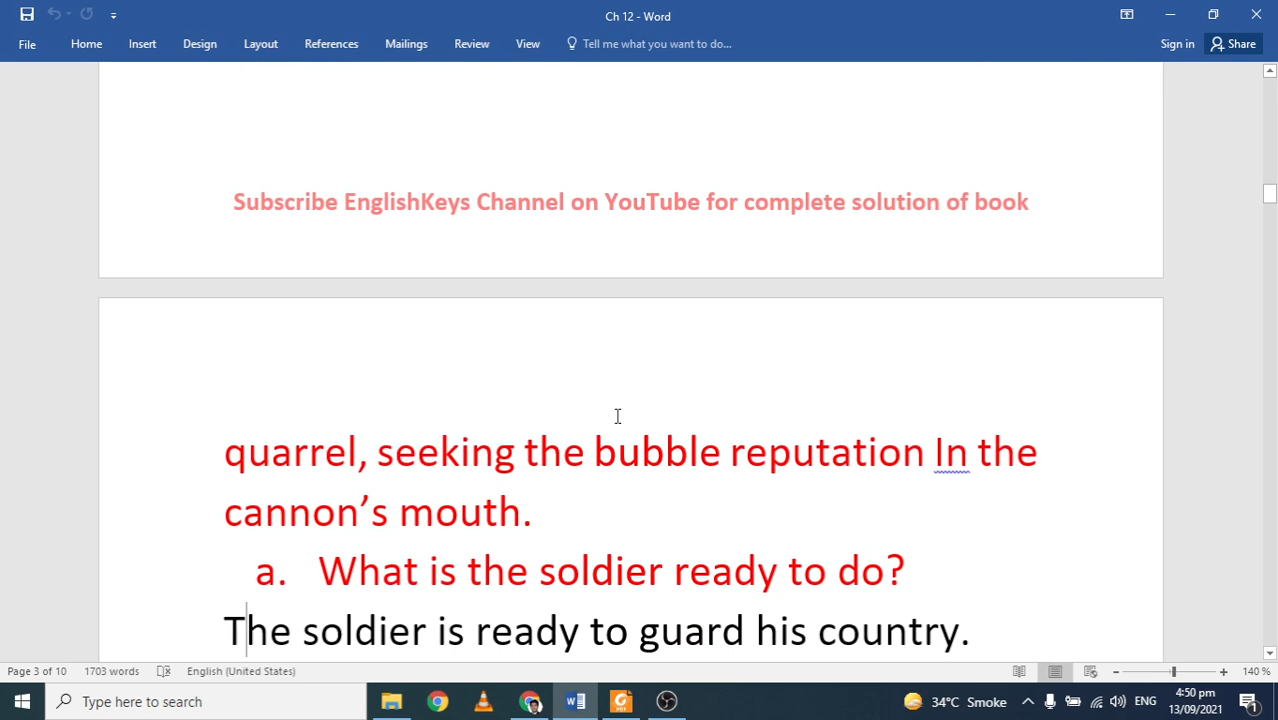 Ch 12 - Word
File Home Insert Design Layout References Mailings Review View Tell me what you want to do... Sign in Share
Subscribe EnglishKeys Channel on YouTube for complete solution of book
quarrel, seeking the bubble reputation In the
cannon’s mouth.
a. What is the soldier ready to do?
The soldier is ready to guard his country.
Page 3 of 10 1703 words English (United States) 140 %
Type here to search 34°C Smoke ENG 4:50 pm
13/09/2021 1